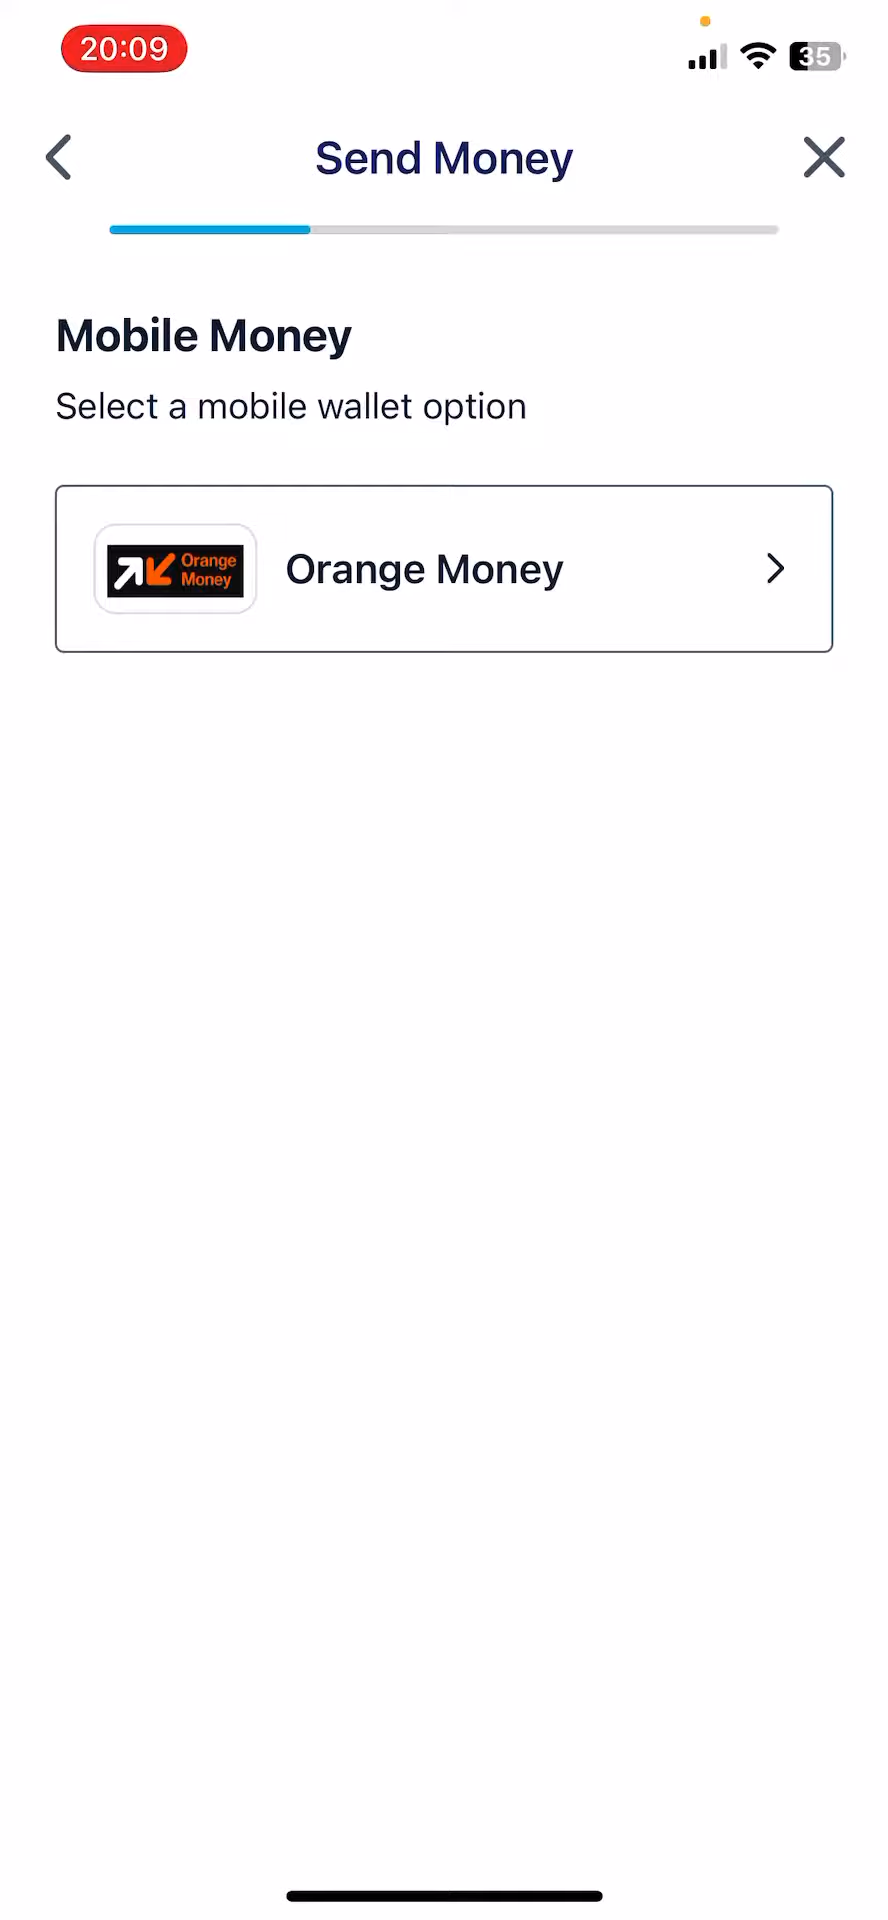 20:09
35
Send Money
Mobile Money
Select a mobile wallet option
Orange
Money
Orange Money